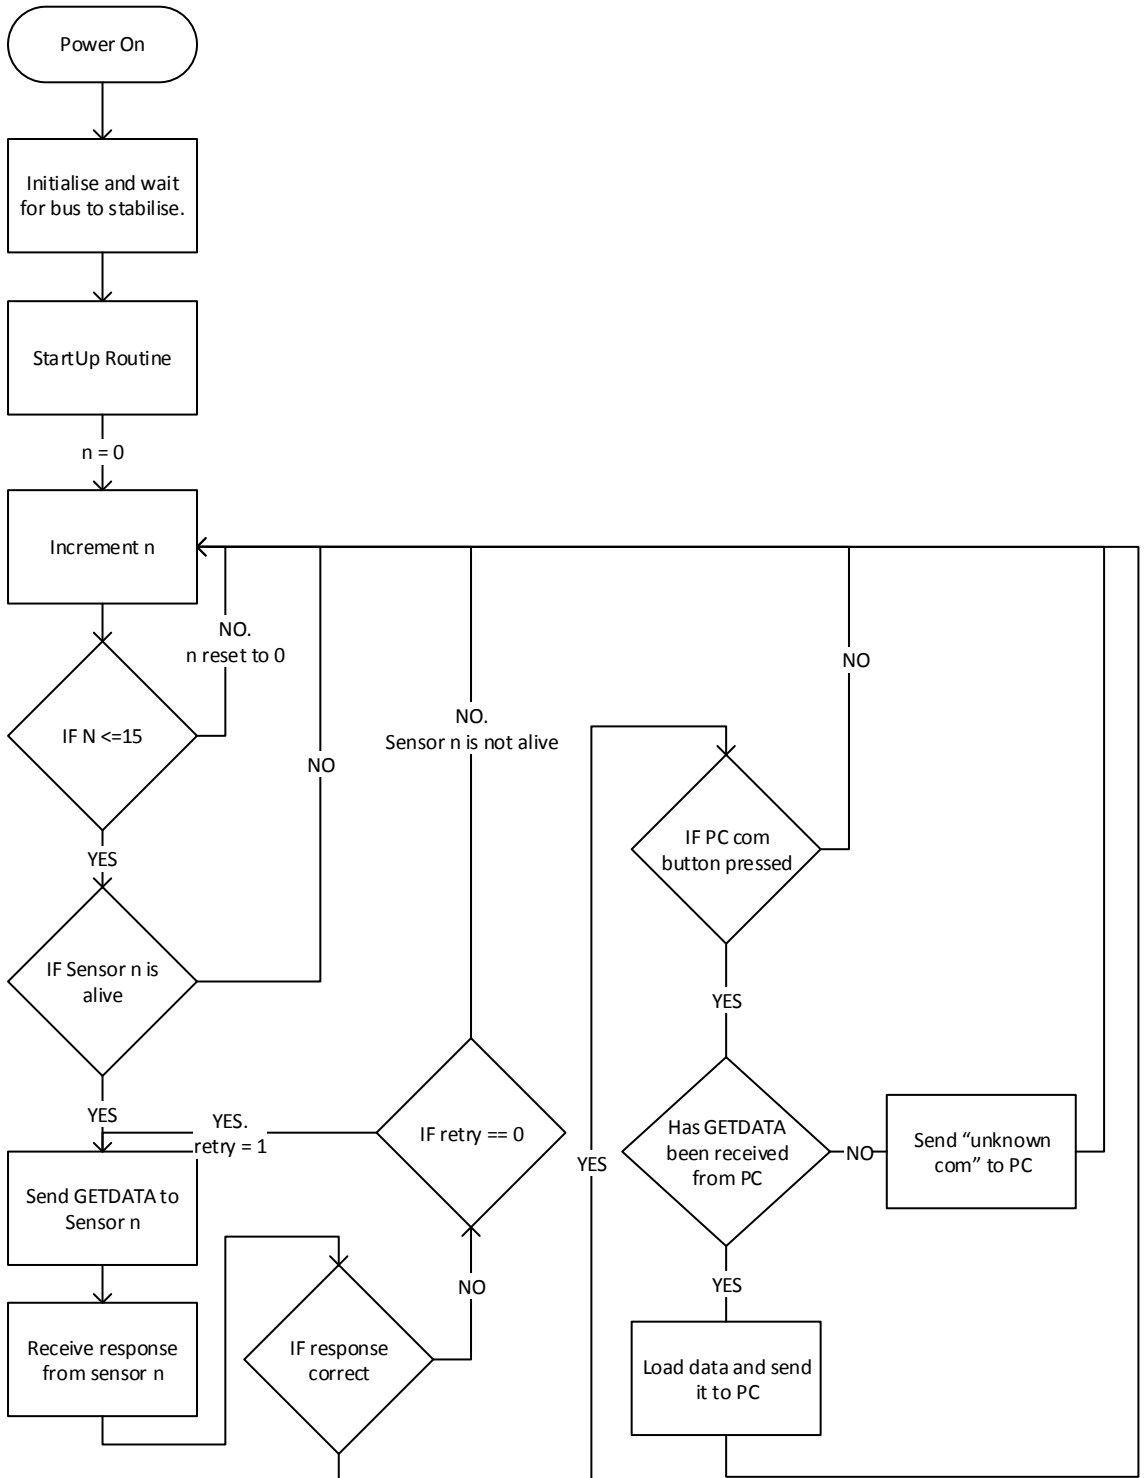 Power On
Initialise and wait
for bus to stabilise.
StartUp Routine
n = 0
Increment n
NO.
n reset to 0
IF N <=15
YES
NO
IF Sensor n is
alive
YES
NO.
Sensor n is not alive
YES.
retry = 1
IF retry == 0
Send GETDATA to
Sensor n
Receive response
from sensor n
IF response
correct
NO
YES
IF PC com
button pressed
NO
YES
Has GETDATA
been received
from PC
NO
Send “unknown
com” to PC
YES
Load data and send
it to PC